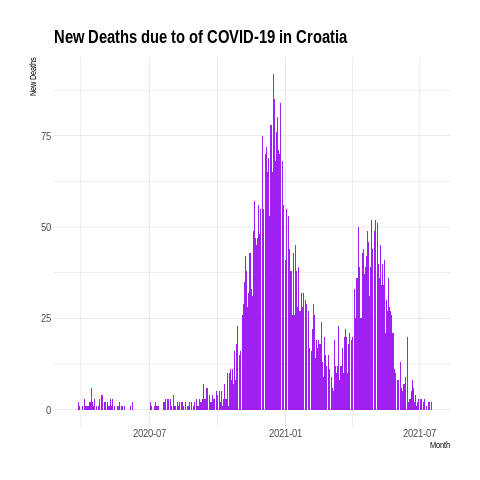 New Deaths due to of COVID-19 in Croatia
New Deaths
75
50
25
0
2020-07
2021-01
2021-07
Month